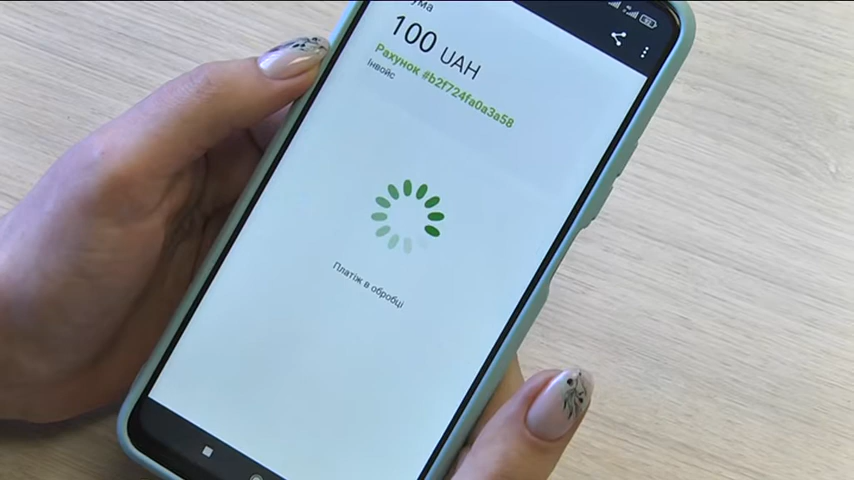 100 UAH
Рахунок #b2f724fa0a3a58
Інвойс
Платіж в обробці